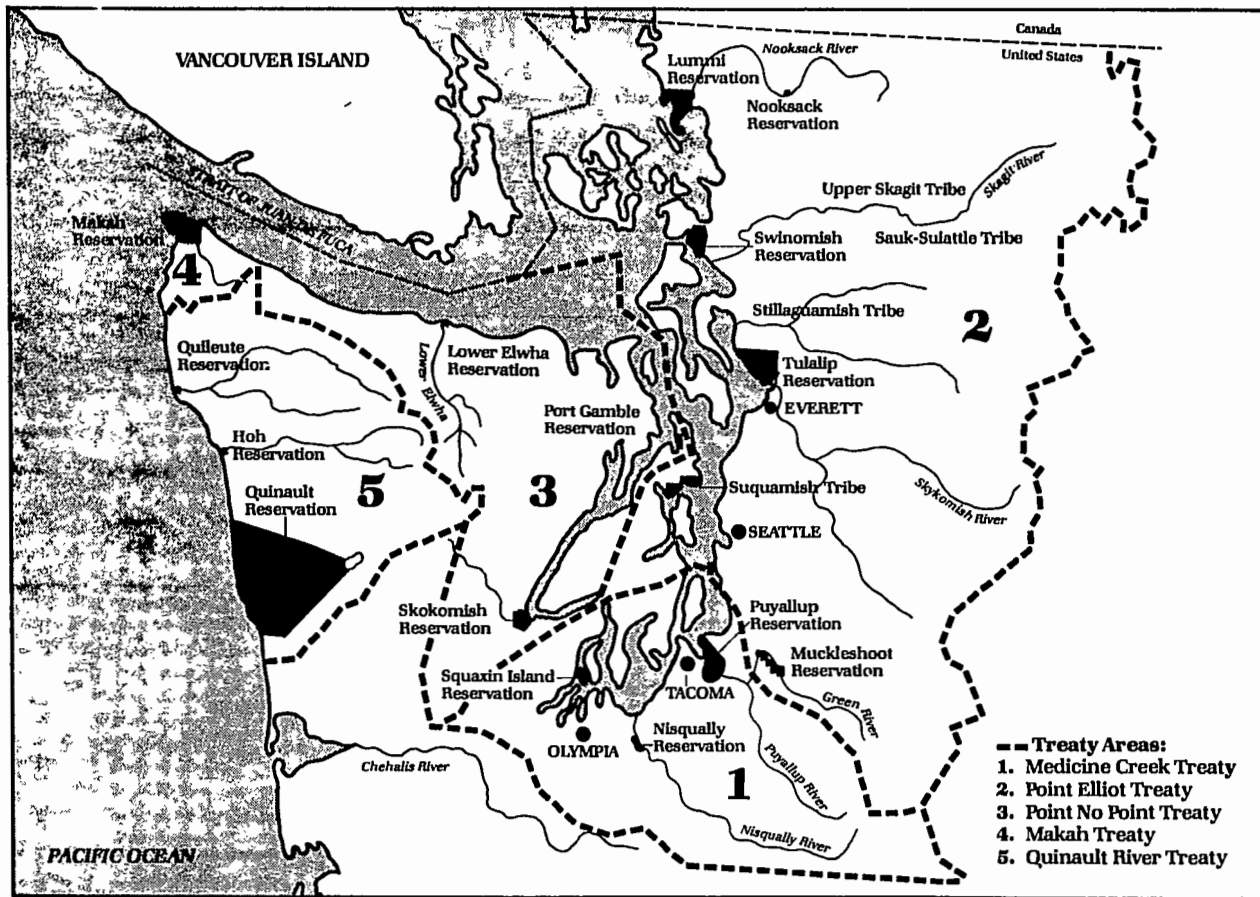 Canada
United States
VANCOUVER ISLAND
Lummi
Reservation
Nooksack River
Nooksack
Reservation
STRAIT OF JUAN DE FUCA
Makah
Reservation
4
Upper Skagit Tribe
Skagit River
Sauk-Suiattle Tribe
Swinomish
Reservation
Stillaguamish Tribe
2
Quileute
Reservation
Lower Elwha
Lower Elwha
Reservation
Tulalip
Reservation
EVERETT
Port Gamble
Reservation
Hoh
Reservation
5
3
Quinault
Reservation
Suquamish Tribe
Skykomish River
SEATTLE
Skokomish
Reservation
Puyallup
Reservation
Muckleshoot
Reservation
Squaxin Island
Reservation
TACOMA
Green River
OLYMPIA
Nisqually
Reservation
Chehalis River
1
Puyallup River
Nisqually River
PACIFIC OCEAN
Treaty Areas:
1. Medicine Creek Treaty
2. Point Elliot Treaty
3. Point No Point Treaty
4. Makah Treaty
5. Quinault River Treaty